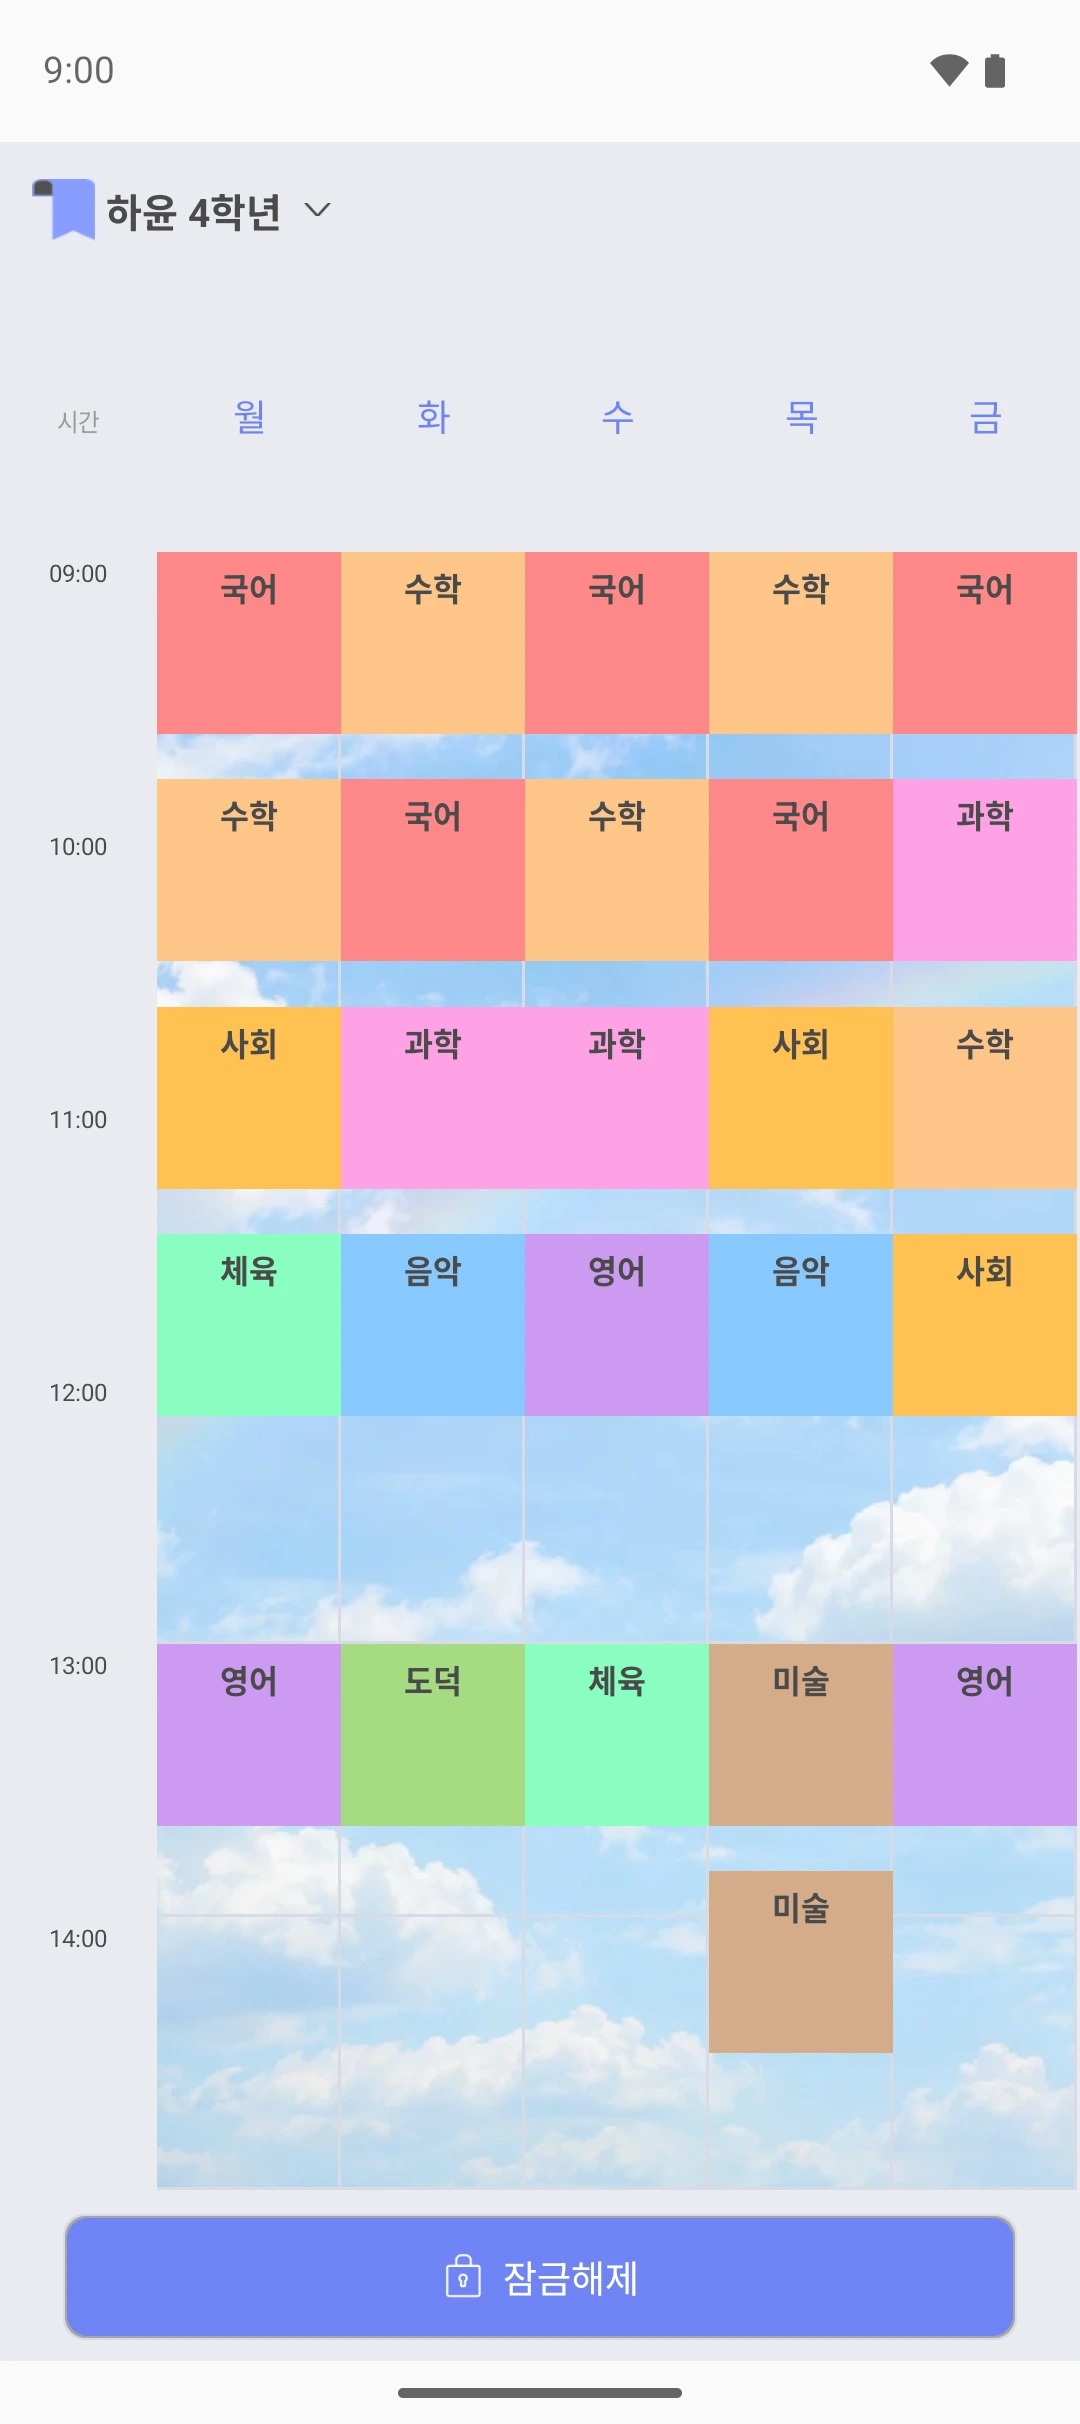 9:00
하윤 4학년
시간 월 화 수 목 금
09:00 국어 수학 국어 수학 국어
수학 국어 수학 국어 과학
10:00
사회 과학 과학 사회 수학
11:00
체육 음악 영어 음악 사회
12:00
13:00 영어 도덕 체육 미술 영어
미술
14:00
잠금해제